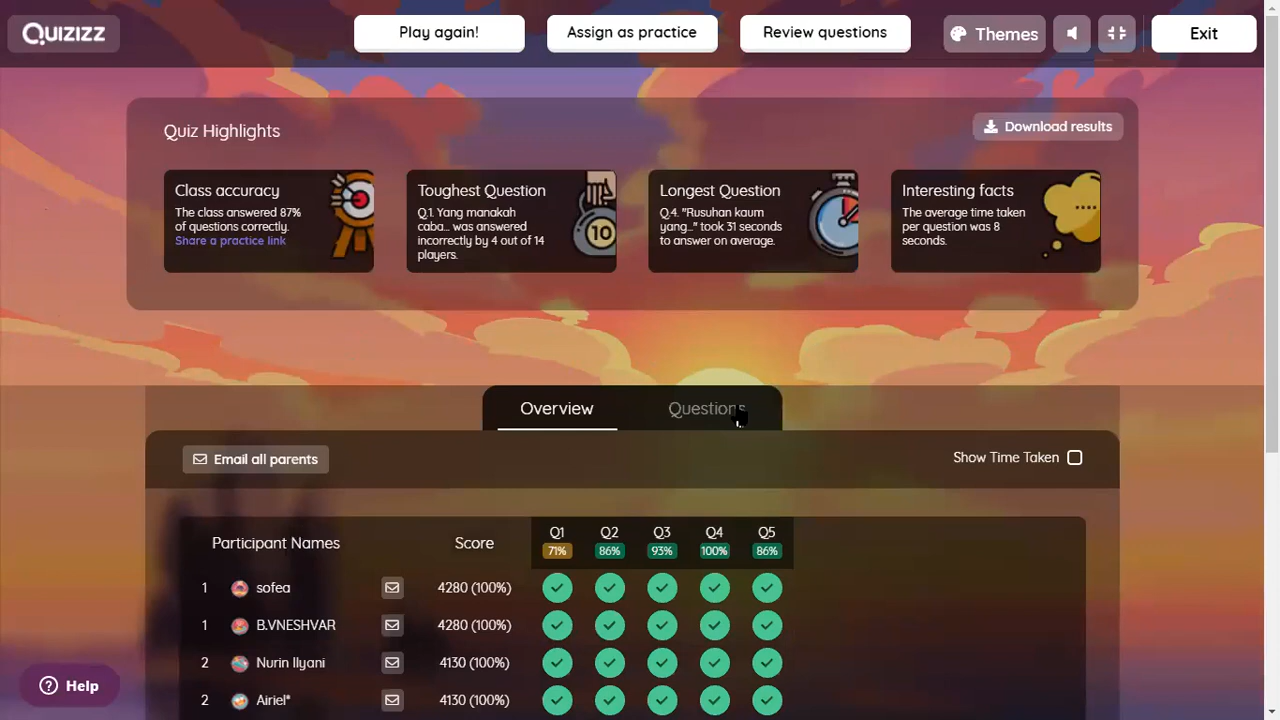 QUIZIZZ
Play again!
Assign as practice
Review questions
Themes
Exit
Quiz Highlights
Download results
Class accuracy
The class answered 87%
of questions correctly.
Share a practice link
Toughest Question
Q.1. Yang manakah
caba... was answered
incorrectly by 4 out of 14
players.
10
Longest Question
Q.4. "Rusuhan kaum
yang..." took 31 seconds
to answer on average.
Interesting facts
The average time taken
per question was 8
seconds.
Overview
Questions
Email all parents
Show Time Taken
Participant Names
Score
Q1 Q2 Q3 Q4 Q5
71% 86% 93% 100% 86%
1 sofea 4280 (100%)
1 B.VNESHVAR 4280 (100%)
2 Nurin Ilyani 4130 (100%)
2 Airiel* 4130 (100%)
Help